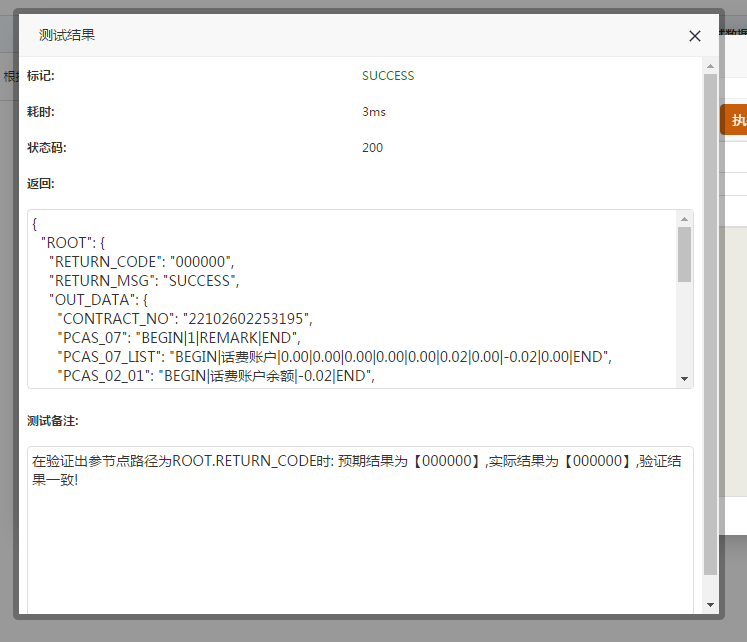 测试结果
标记: SUCCESS
耗时: 3ms
状态码: 200
返回:
{
"ROOT": {
"RETURN_CODE": "000000",
"RETURN_MSG": "SUCCESS",
"OUT_DATA": {
"CONTRACT_NO": "22102602253195",
"PCAS_07": "BEGIN|1|REMARK|END",
"PCAS_07_LIST": "BEGIN|话费账户|0.00|0.00|0.00|0.00|0.00|0.02|0.00|-0.02|0.00|END",
"PCAS_02_01": "BEGIN|话费账户余额|-0.02|END",
测试备注:
在验证出参节点路径为ROOT.RETURN_CODE时: 预期结果为【000000】,实际结果为【000000】,验证结
果一致!
执